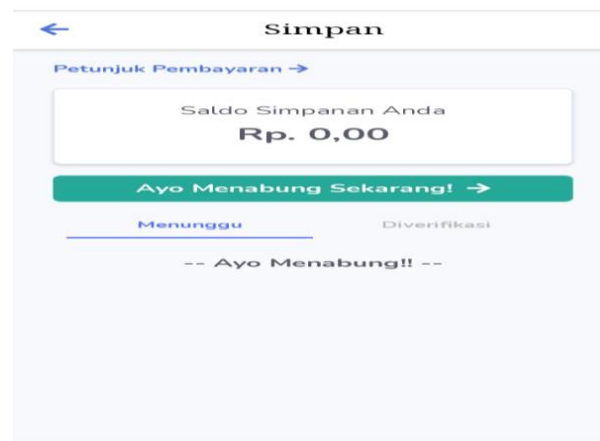 Simpan
Petunjuk Pembayaran →
Saldo Simpanan Anda
Rp. 0,00
Ayo Menabung Sekarang! →
Menunggu Diverifikasi
-- Ayo Menabung!! --